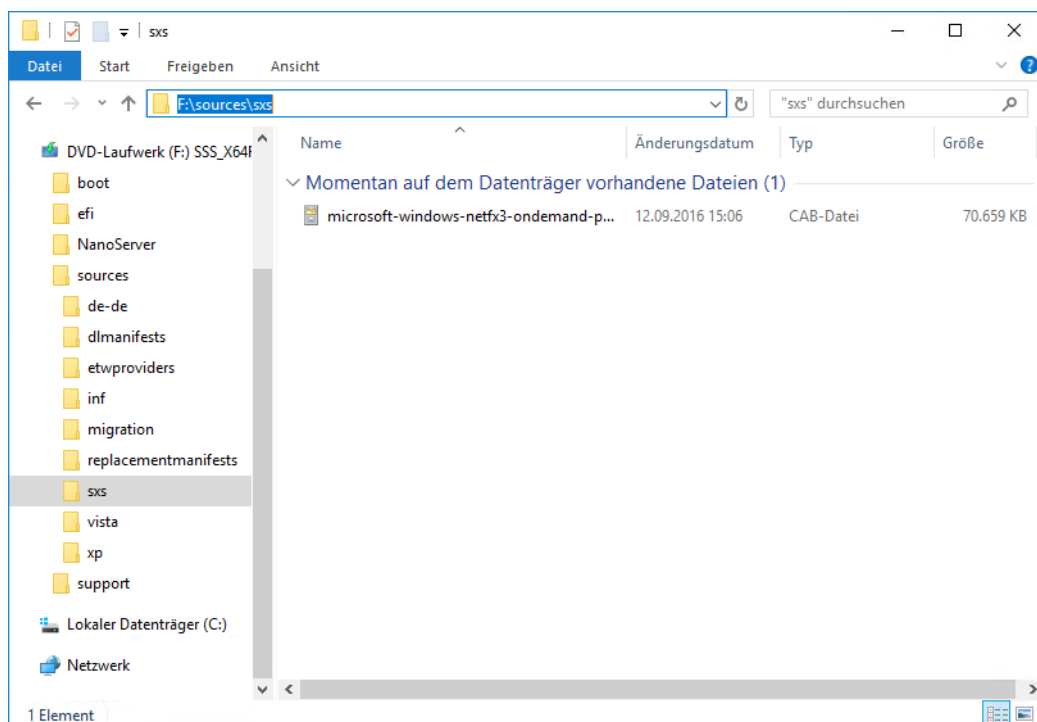 sxs
Datei Start Freigeben Ansicht
F:\sources\sxs "sxs" durchsuchen
DVD-Laufwerk (F:) SSS_X64F
boot
efi
NanoServer
sources
de-de
dlmanifests
etwproviders
inf
migration
replacementmanifests
sxs
vista
xp
support
Lokaler Datenträger (C:)
Netzwerk
Name Änderungsdatum Typ Größe
Momentan auf dem Datenträger vorhandene Dateien (1)
microsoft-windows-netfx3-ondemand-p... 12.09.2016 15:06 CAB-Datei 70.659 KB
1 Element